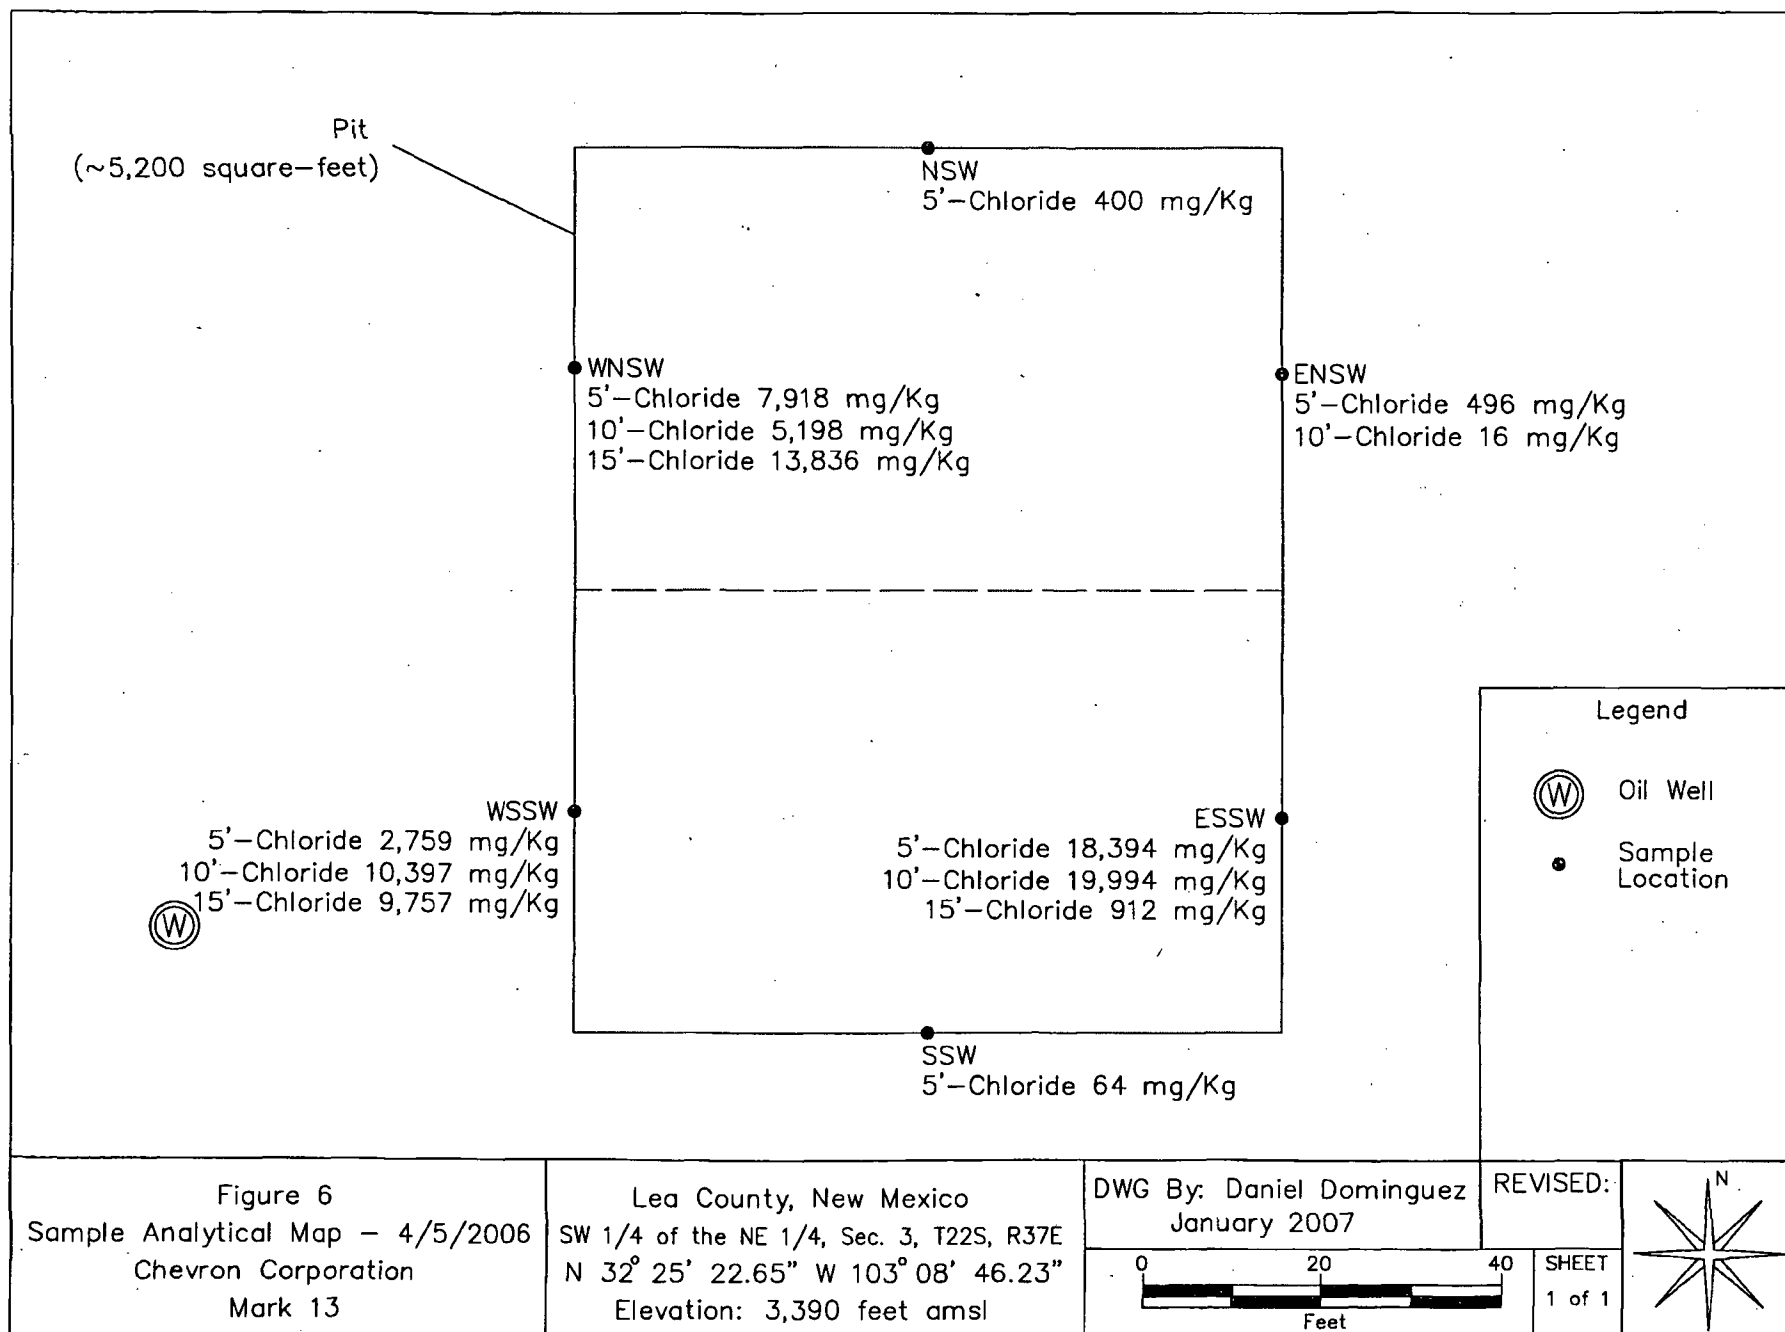 Pit
(~5,200 square-feet)
NSW
5'-Chloride 400 mg/Kg
WNSW
5'-Chloride 7,918 mg/Kg
10'-Chloride 5,198 mg/Kg
15'-Chloride 13,836 mg/Kg
ENSW
5'-Chloride 496 mg/Kg
10'-Chloride 16 mg/Kg
WSSW
5'-Chloride 2,759 mg/Kg
10'-Chloride 10,397 mg/Kg
15'-Chloride 9,757 mg/Kg
W
ESSW
5'-Chloride 18,394 mg/Kg
10'-Chloride 19,994 mg/Kg
15'-Chloride 912 mg/Kg
SSW
5'-Chloride 64 mg/Kg
Legend
W Oil Well
Sample
Location
Figure 6
Sample Analytical Map - 4/5/2006
Chevron Corporation
Mark 13
Lea County, New Mexico
SW 1/4 of the NE 1/4, Sec. 3, T22S, R37E
N 32° 25' 22.65" W 103° 08' 46.23"
Elevation: 3,390 feet amsl
DWG By: Daniel Dominguez
January 2007
REVISED:
0 20 40
Feet
SHEET
1 of 1
N